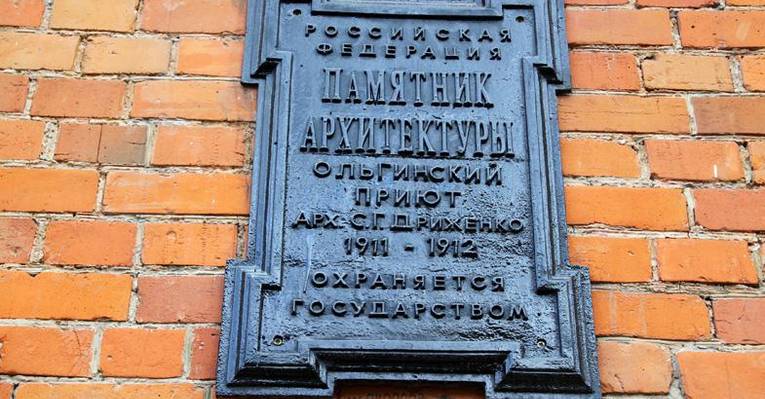 РОССИЙСКАЯ
ФЕДЕРАЦИЯ
ПАМЯТНИК
АРХИТЕКТУРЫ
ОЛЬГИНСКИЙ
ПРИЮТ
АРХ. С.Г. ДРИЖЕНКО
1911 - 1912
ОХРАНЯЕТСЯ
ГОСУДАРСТВОМ